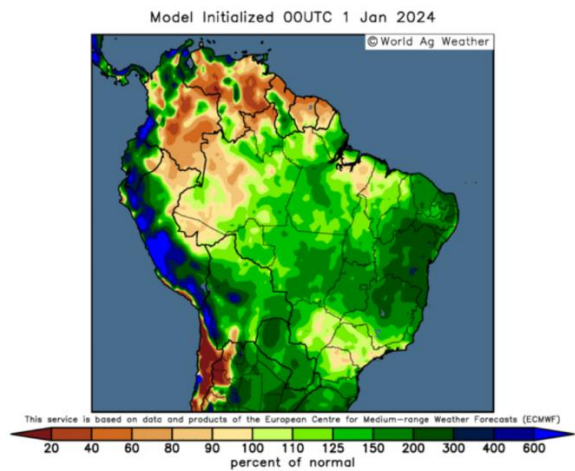 Model Initialized 00UTC 1 Jan 2024
© World Ag Weather
This service is based on data and products of the European Centre for Medium-range Weather Forecasts (ECMWF)
20 40 60 80 90 100 110 125 150 200 300 400 600
percent of normal